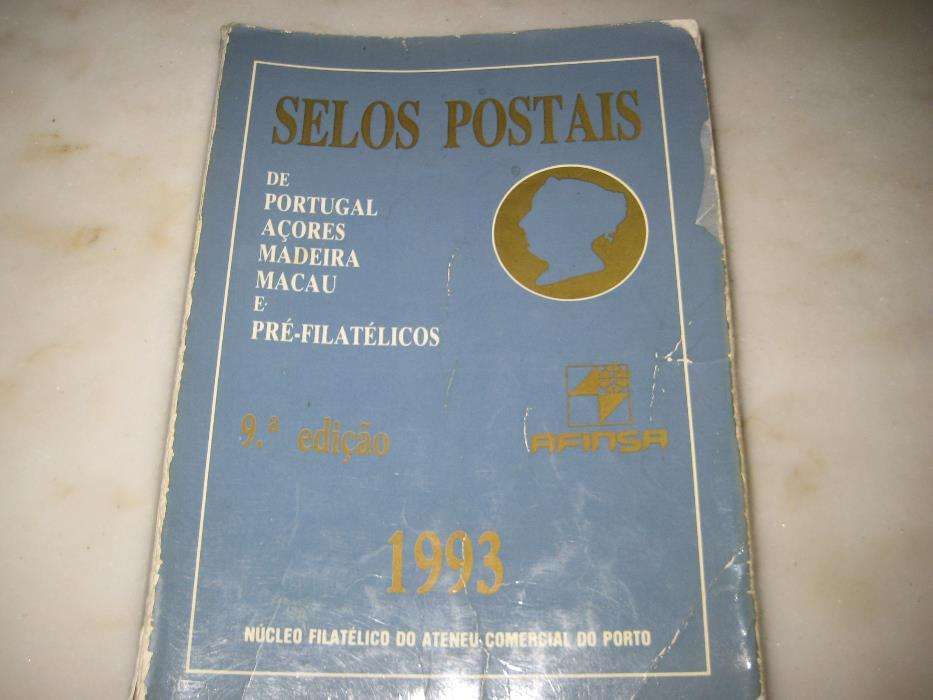 SELOS POSTAIS
DE
PORTUGAL
AÇORES
MADEIRA
MACAU
E
PRÉ-FILATÉLICOS
9.ª edição
AFINSA
1993
NÚCLEO FILATÉLICO DO ATENEU COMERCIAL DO PORTO